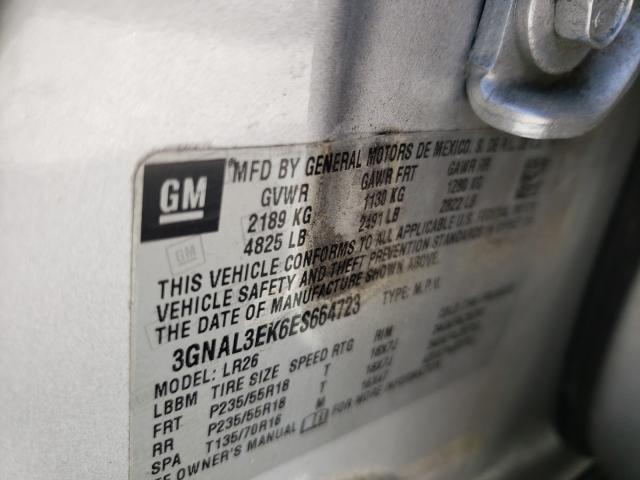 GM
MFD BY GENERAL MOTORS DE MEXICO, S. DE R.L.
GVWR GAWR FRT GAWR RR
2189 KG 1130 KG 1280 KG
4825 LB 2491 LB 2822 LB
GM
THIS VEHICLE CONFORMS TO ALL APPLICABLE U.S. FEDERAL
VEHICLE SAFETY AND THEFT PREVENTION STANDARDS IN EFFECT ON
THE DATE OF MANUFACTURE SHOWN ABOVE.
3GNAL3EK6ES664723 TYPE: M.P.V.
MODEL: LR26
LBBM TIRE SIZE SPEED RTG RIM
FRT P235/55R18 T 18X7J
RR P235/55R18 T 18X7J
SPA T135/70R16 M 16X4T
SEE OWNER'S MANUAL FOR MORE INFORMATION.